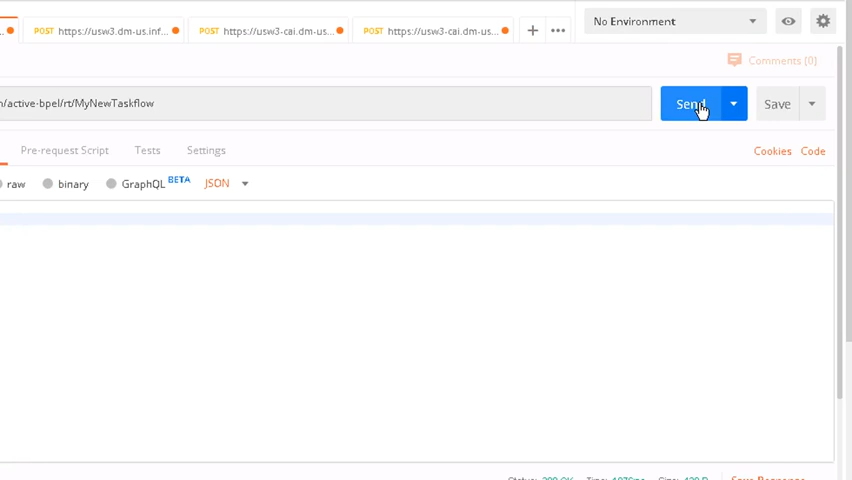 No Environment
POST https://usw3.dm-us.inf...
POST https://usw3-cai.dm-us...
POST https://usw3-cai.dm-us...
Comments (0)
/active-bpel/rt/MyNewTaskflow
Send
Save
Pre-request Script
Tests
Settings
Cookies
Code
raw
binary
GraphQL BETA
JSON